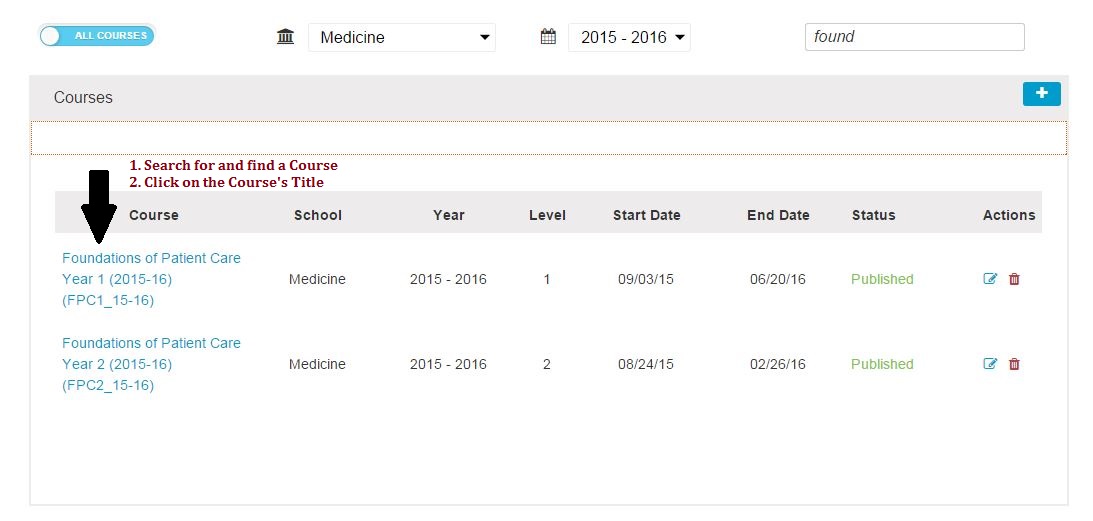 ALL COURSES Medicine 2015 - 2016 found
Courses
1. Search for and find a Course
2. Click on the Course's Title
Course School Year Level Start Date End Date Status Actions
Foundations of Patient Care
Year 1 (2015-16) Medicine 2015 - 2016 1 09/03/15 06/20/16 Published
(FPC1_15-16)
Foundations of Patient Care
Year 2 (2015-16) Medicine 2015 - 2016 2 08/24/15 02/26/16 Published
(FPC2_15-16)